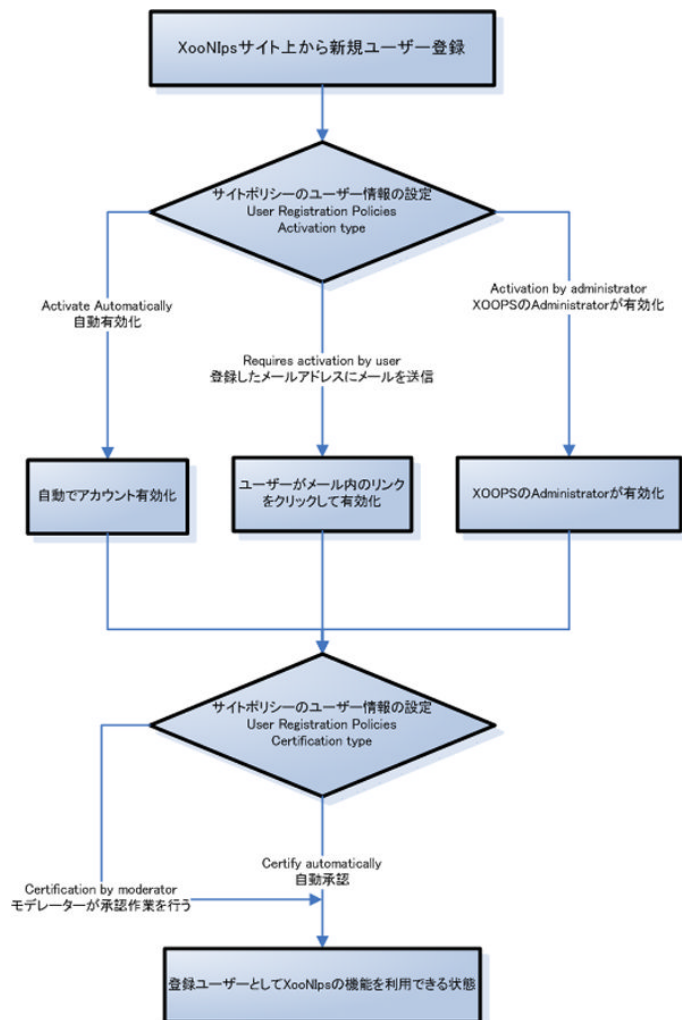 XooNIpsサイト上から新規ユーザー登録
サイトポリシーのユーザー情報の設定
User Registration Policies
Activation type
Activate Automatically
自動有効化
Requires activation by user
登録したメールアドレスにメールを送信
Activation by administrator
XOOPSのAdministratorが有効化
自動でアカウント有効化
ユーザーがメール内のリンク
をクリックして有効化
XOOPSのAdministratorが有効化
サイトポリシーのユーザー情報の設定
User Registration Policies
Certification type
Certification by moderator
モデレーターが承認作業を行う
Certify automatically
自動承認
登録ユーザーとしてXooNIpsの機能を利用できる状態